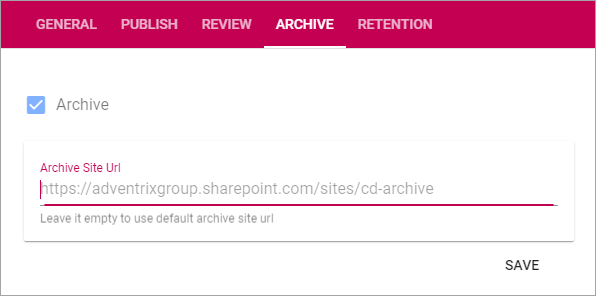 GENERAL PUBLISH REVIEW ARCHIVE RETENTION
Archive
Archive Site Url
https://adventrixgroup.sharepoint.com/sites/cd-archive
Leave it empty to use default archive site url
SAVE